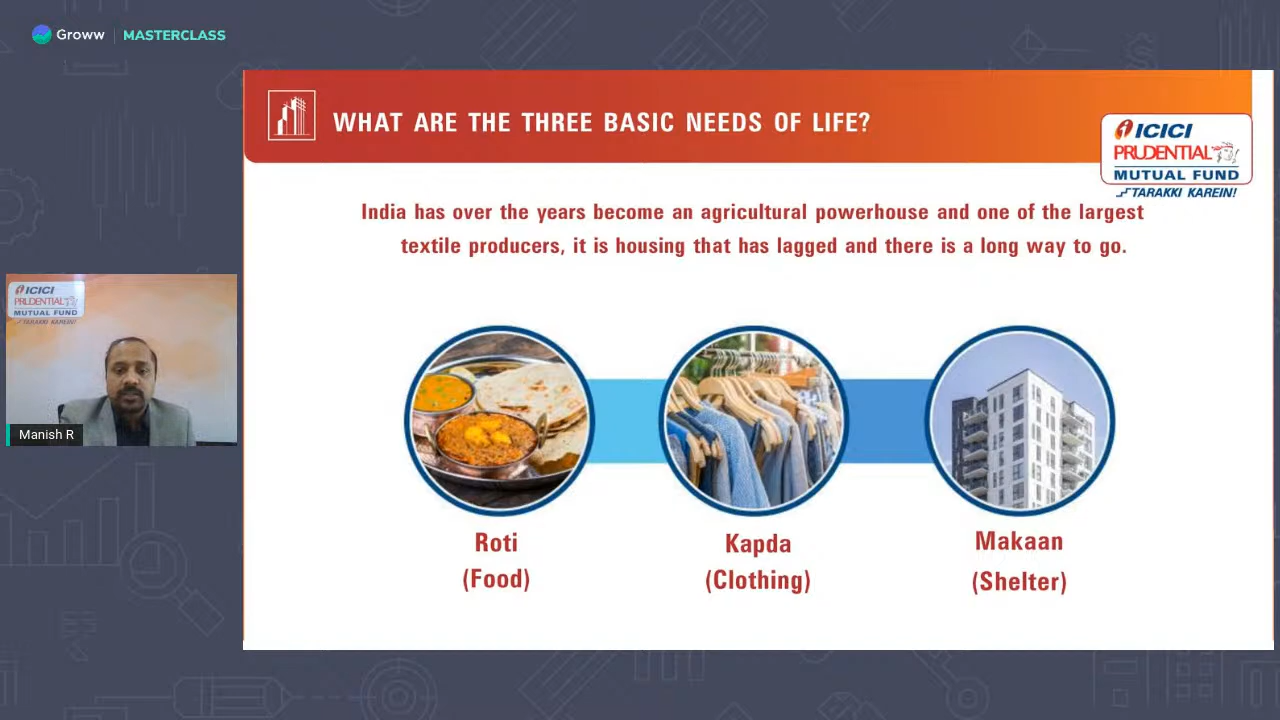 Groww MASTERCLASS
WHAT ARE THE THREE BASIC NEEDS OF LIFE?
ICICI
PRUDENTIAL
MUTUAL FUND
TARAKKI KAREIN!
India has over the years become an agricultural powerhouse and one of the largest
textile producers, it is housing that has lagged and there is a long way to go.
ICICI
PRUDENTIAL
MUTUAL FUND
TARAKKI KAREIN!
Manish R
Roti
(Food)
Kapda
(Clothing)
Makaan
(Shelter)